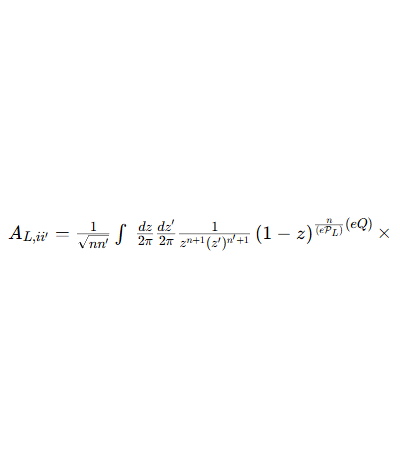 $A_{L,ii'} = \frac{1}{\sqrt{nn'}} \int \frac{dz}{2\pi} \frac{dz'}{2\pi} \frac{1}{z^{n+1}(z')^{n'+1}} (1-z)^{\frac{n}{(e\mathcal{P}_L)}(eQ)} \times$